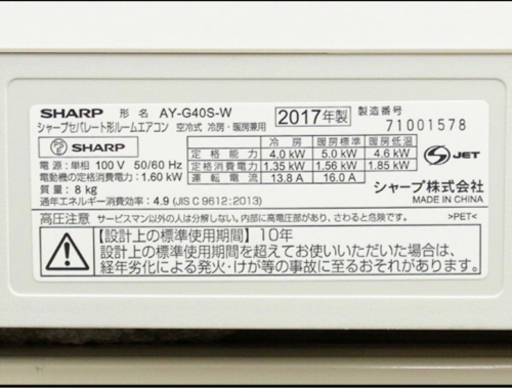 SHARP 形名 AY-G40S-W 2017年製 製造番号
シャープセパレート形ルームエアコン 空冷式 冷房・暖房兼用 71001578
SHARP
冷房 暖房標準 暖房低温
定格能力 4.0 kW 5.0 kW 4.6 kW
電源:単相 100 V 50/60 Hz 定格消費電力 1.35 kW 1.56 kW 1.85 kW
電動機の定格消費電力:1.60 kW 運転電流 13.8 A 16.0 A
S JET
質量:8 kg
シャープ株式会社
通年エネルギー消費効率:4.9 (JIS C 9612:2013) MADE IN CHINA
高圧注意 サービスマン以外の人は分解しない。内部に高電圧部があり、さわると危険です。 >PET<
【設計上の標準使用期間】10年
設計上の標準使用期間を超えてお使いいただいた場合は、
経年劣化による発火・けが等の事故に至るおそれがあります。